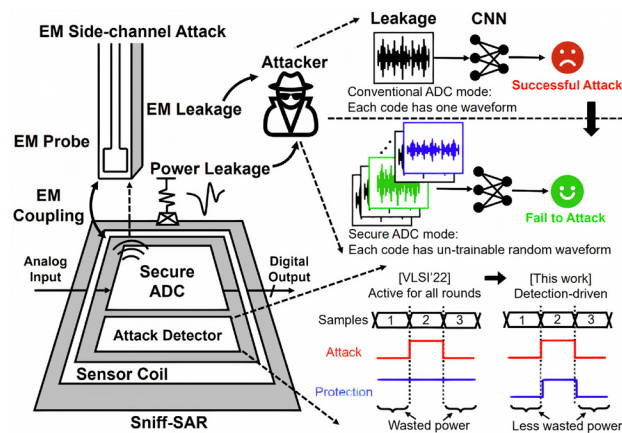 EM Side-channel Attack
EM Probe
EM Leakage
Attacker
Power Leakage
EM
Coupling
Analog
Input
Digital
Output
Secure
ADC
Attack Detector
Sensor Coil
Sniff-SAR
Leakage
CNN
Successful Attack
Conventional ADC mode:
Each code has one waveform
Fail to Attack
Secure ADC mode:
Each code has un-trainable random waveform
[VLSI'22]
Active for all rounds
[This work]
Detection-driven
Samples
1 2 3
1 2 3
Attack
Protection
Wasted power
Less wasted power